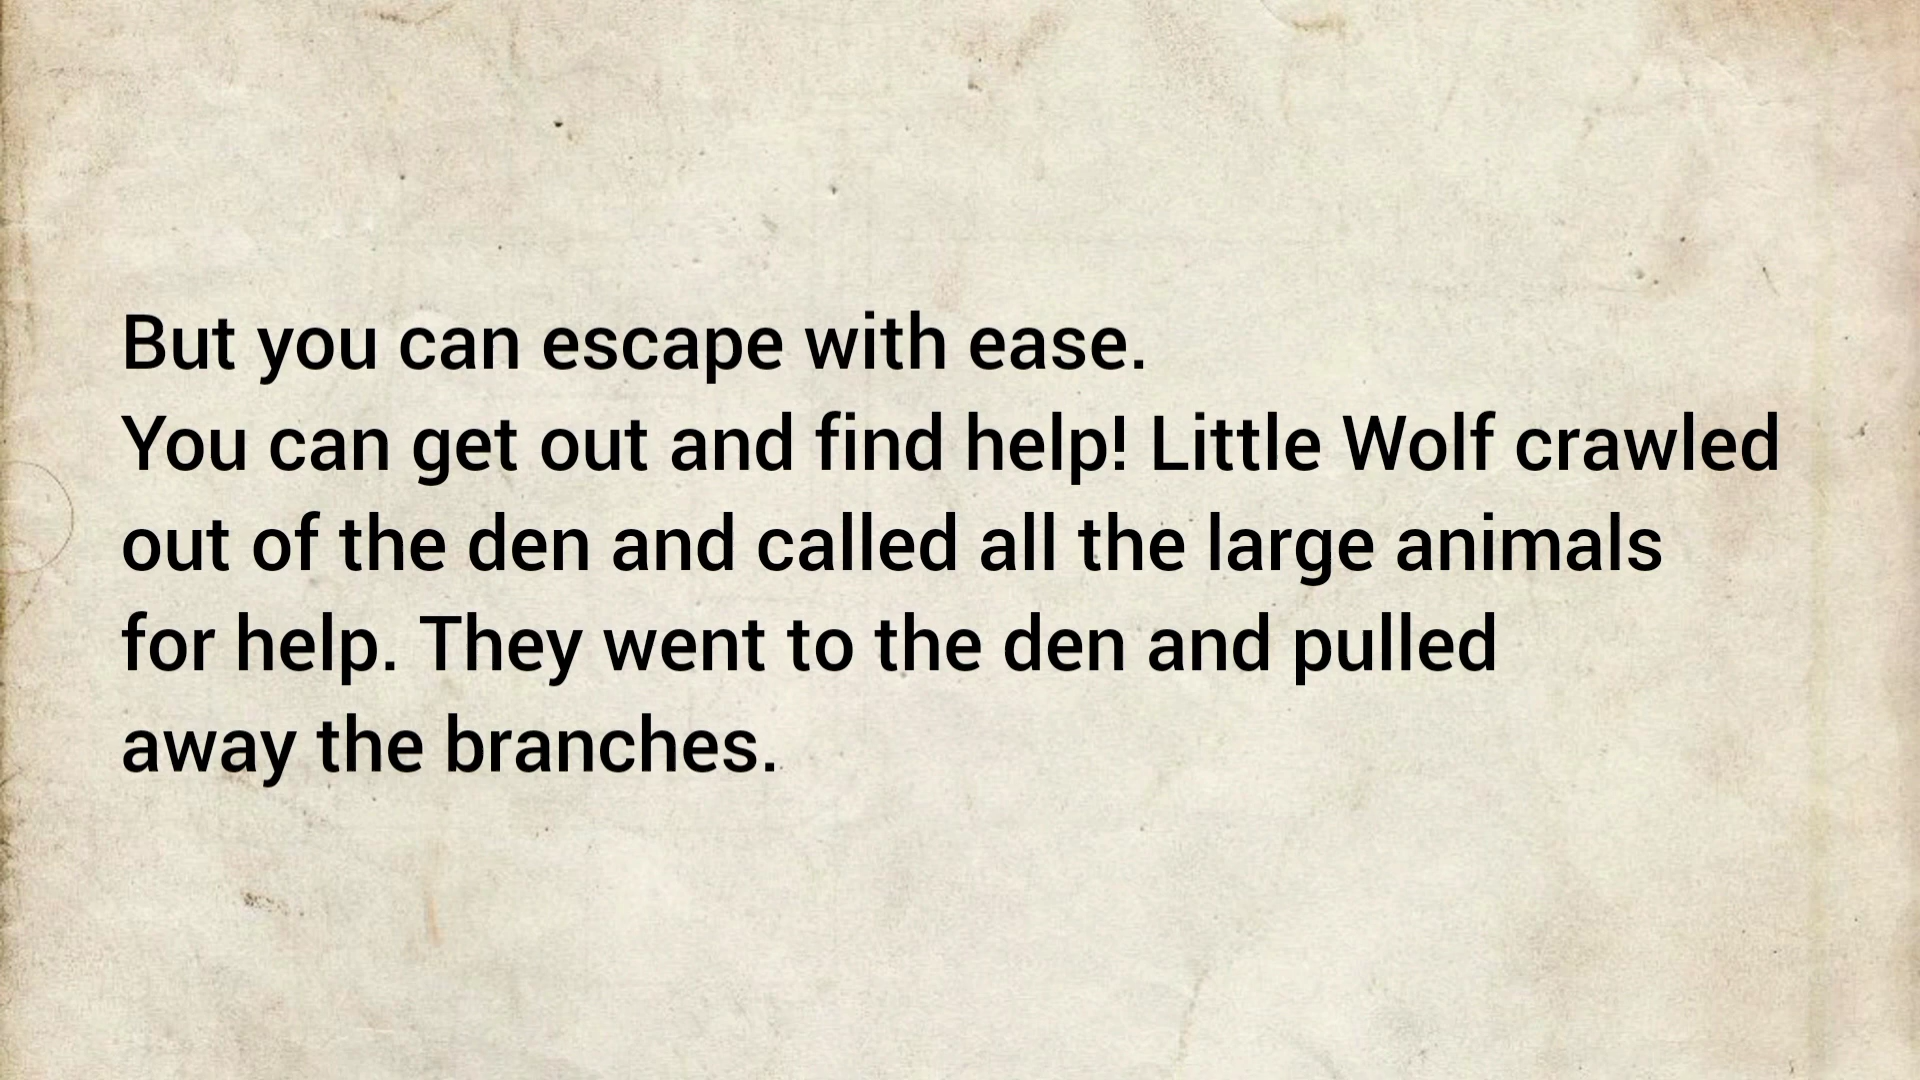 But you can escape with ease.
You can get out and find help! Little Wolf crawled
out of the den and called all the large animals
for help. They went to the den and pulled
away the branches.